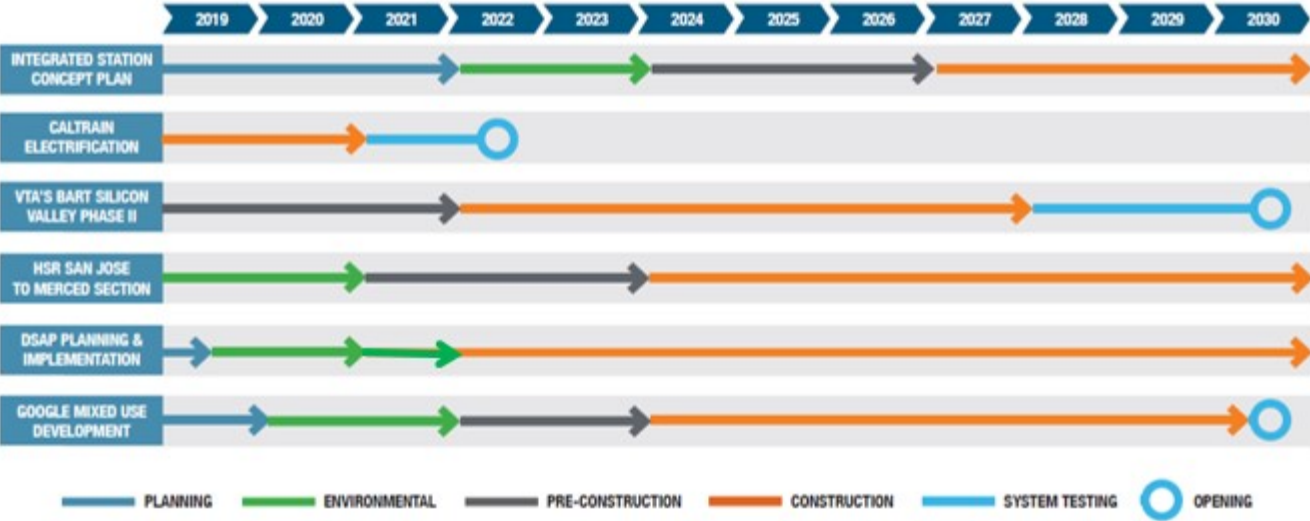 2019 2020 2021 2022 2023 2024 2025 2026 2027 2028 2029 2030
INTEGRATED STATION
CONCEPT PLAN
CALTRAIN
ELECTRIFICATION
VTA'S BART SILICON
VALLEY PHASE II
HSR SAN JOSE
TO MERCED SECTION
DSAP PLANNING &
IMPLEMENTATION
GOOGLE MIXED USE
DEVELOPMENT
PLANNING ENVIRONMENTAL PRE-CONSTRUCTION CONSTRUCTION SYSTEM TESTING OPENING